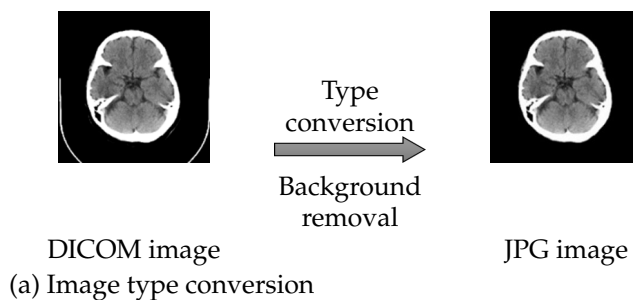 Type
conversion
Background
removal
DICOM image
JPG image
(a) Image type conversion